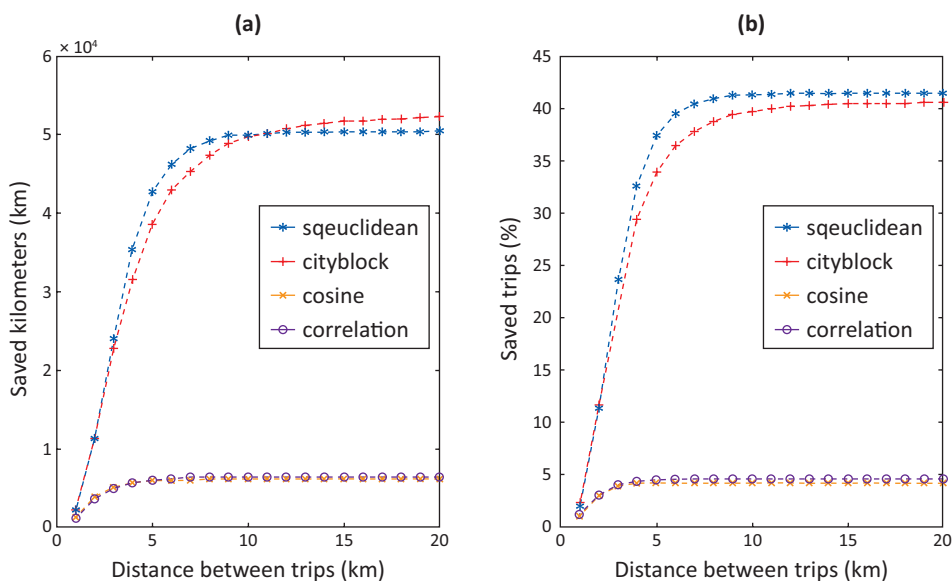 (a)
× 10⁴
6
5
4
3
2
1
0
0 5 10 15 20
Saved kilometers (km)
Distance between trips (km)
sqeuclidean
cityblock
cosine
correlation
(b)
45
40
35
30
25
20
15
10
5
0
0 5 10 15 20
Saved trips (%)
Distance between trips (km)
sqeuclidean
cityblock
cosine
correlation